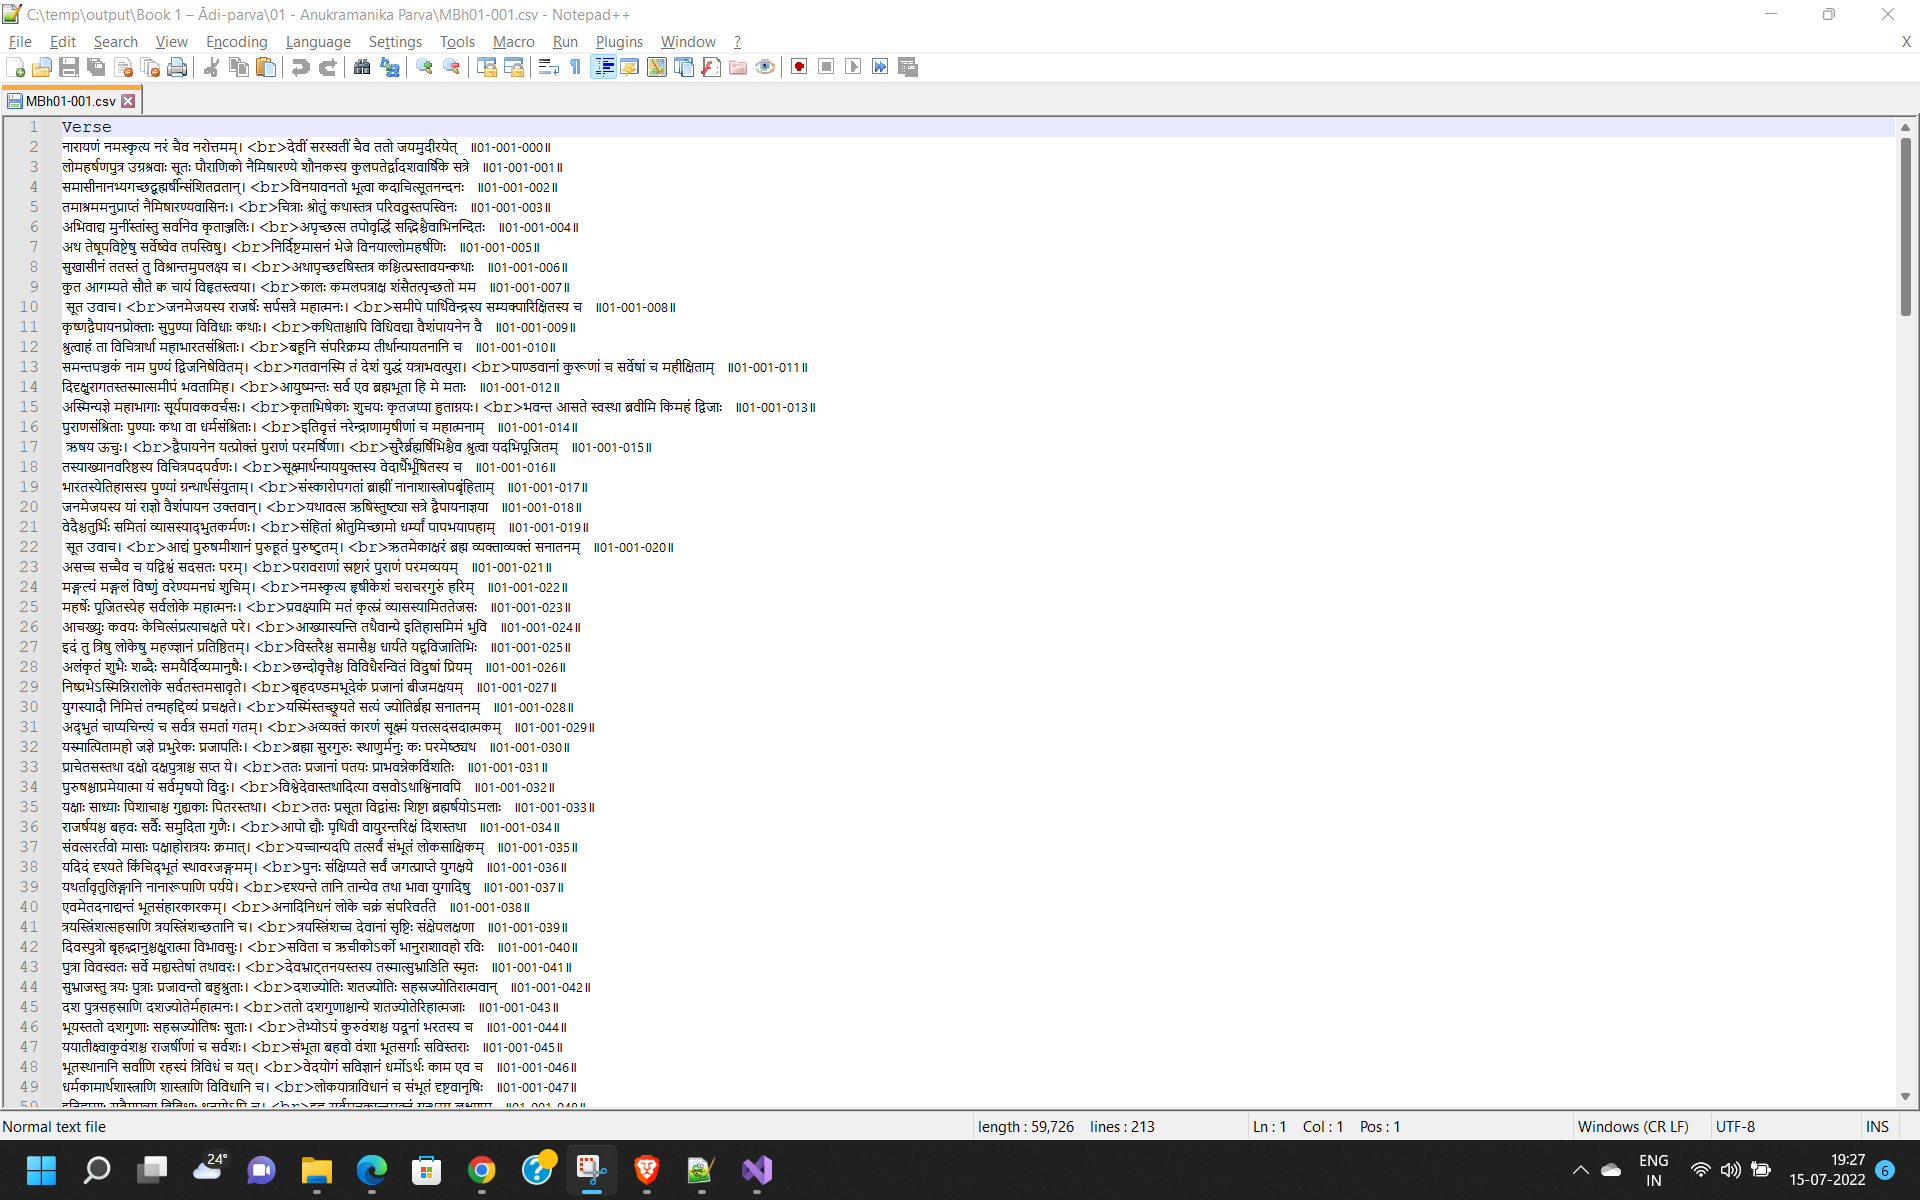 C:\temp\output\Book 1 – Ādi-parva\01 - Anukramanika Parva\MBh01-001.csv - Notepad++
File Edit Search View Encoding Language Settings Tools Macro Run Plugins Window ? X
MBh01-001.csv
1 Verse
2 नारायणं नमस्कृत्य नरं चैव नरोत्तमम्। <br>देवीं सरस्वतीं चैव ततो जयमुदीरयेत् ॥01-001-000॥
3 लोमहर्षणपुत्र उग्रश्रवाः सूतः पौराणिको नैमिषारण्ये शौनकस्य कुलपतेर्द्वादशवार्षिके सत्रे ॥01-001-001॥
4 समासीनानभ्यगच्छद्ब्रह्मर्षीन्संशितव्रतान्। <br>विनयावनतो भूत्वा कदाचित्सूतनन्दनः ॥01-001-002॥
5 तमाश्रममनुप्राप्तं नैमिषारण्यवासिनः। <br>चित्राः श्रोतुं कथास्तत्र परिवव्रुस्तपस्विनः ॥01-001-003॥
6 अभिवाद्य मुनींस्तांस्तु सर्वानेव कृताञ्जलिः। <br>अपृच्छत्स तपोवृद्धिं सद्भिश्चैवाभिनन्दितः ॥01-001-004॥
7 अथ तेषूपविष्टेषु सर्वेष्वेव तपस्विषु। <br>निर्दिष्टमासनं भेजे विनयाल्लोमहर्षणिः ॥01-001-005॥
8 सुखासीनं ततस्तं तु विश्रान्तमुपलक्ष्य च। <br>अथापृच्छदृषिस्तत्र कश्चित्प्रस्तावयन्कथाः ॥01-001-006॥
9 कुत आगम्यते सौते क्व चायं विहृतस्त्वया। <br>कालः कमलपत्राक्ष शंसैतत्पृच्छतो मम ॥01-001-007॥
10 सूत उवाच। <br>जनमेजयस्य राजर्षेः सर्पसत्रे महात्मनः। <br>समीपे पार्थिवेन्द्रस्य सम्यक्पारिक्षितस्य च ॥01-001-008॥
11 कृष्णद्वैपायनप्रोक्ताः सुपुण्या विविधाः कथाः। <br>कथिताश्चापि विधिवद्या वैशंपायनेन वै ॥01-001-009॥
12 श्रुत्वाहं ता विचित्रार्था महाभारतसंश्रिताः। <br>बहूनि संपरिक्रम्य तीर्थान्यायतनानि च ॥01-001-010॥
13 समन्तपञ्चकं नाम पुण्यं द्विजनिषेवितम्। <br>गतवानस्मि तं देशं युद्धं यत्राभवत्पुरा। <br>पाण्डवानां कुरूणां च सर्वेषां च महीक्षिताम् ॥01-001-011॥
14 दिदृक्षुरागतस्तस्मात्समीपं भवतामिह। <br>आयुष्मन्तः सर्व एव ब्रह्मभूता हि मे मताः ॥01-001-012॥
15 अस्मिन्यज्ञे महाभागाः सूर्यपावकवर्चसः। <br>कृताभिषेकाः शुचयः कृतजप्या हुताग्नयः। <br>भवन्त आसते स्वस्था ब्रवीमि किमहं द्विजाः ॥01-001-013॥
16 पुराणसंश्रिताः पुण्याः कथा वा धर्मसंश्रिताः। <br>इतिवृत्तं नरेन्द्राणामृषीणां च महात्मनाम् ॥01-001-014॥
17 ऋषय ऊचुः। <br>द्वैपायनेन यत्प्रोक्तं पुराणं परमर्षिणा। <br>सुरैर्ब्रह्मर्षिभिश्चैव श्रुत्वा यदभिपूजितम् ॥01-001-015॥
18 तस्याख्यानवरिष्ठस्य विचित्रपदपर्वणः। <br>सूक्ष्मार्थन्याययुक्तस्य वेदार्थैर्भूषितस्य च ॥01-001-016॥
19 भारतस्येतिहासस्य पुण्यां ग्रन्थार्थसंयुताम्। <br>संस्कारोपगतां ब्राह्मीं नानाशास्त्रोपबृंहिताम् ॥01-001-017॥
20 जनमेजयस्य यां राज्ञो वैशंपायन उक्तवान्। <br>यथावत्स ऋषिस्तुष्ट्या सत्रे द्वैपायनाज्ञया ॥01-001-018॥
21 वेदैश्चतुर्भिः समितां व्यासस्याद्भुतकर्मणः। <br>संहितां श्रोतुमिच्छामो धर्म्यां पापभयापहाम् ॥01-001-019॥
22 सूत उवाच। <br>आद्यं पुरुषमीशानं पुरुहूतं पुरुष्टुतम्। <br>ऋतमेकाक्षरं ब्रह्म व्यक्ताव्यक्तं सनातनम् ॥01-001-020॥
23 असच्च सच्चैव च यद्विश्वं सदसतः परम्। <br>परावराणां स्रष्टारं पुराणं परमव्ययम् ॥01-001-021॥
24 मङ्गल्यं मङ्गलं विष्णुं वरेण्यमनघं शुचिम्। <br>नमस्कृत्य हृषीकेशं चराचरगुरुं हरिम् ॥01-001-022॥
25 महर्षेः पूजितस्येह सर्वलोके महात्मनः। <br>प्रवक्ष्यामि मतं कृत्स्नं व्यासस्यामिततेजसः ॥01-001-023॥
26 आचख्युः कवयः केचित्संप्रत्याचक्षते परे। <br>आख्यास्यन्ति तथैवान्ये इतिहासमिमं भुवि ॥01-001-024॥
27 इदं तु त्रिषु लोकेषु महज्ज्ञानं प्रतिष्ठितम्। <br>विस्तरैश्च समासैश्च धार्यते यद्द्विजातिभिः ॥01-001-025॥
28 अलंकृतं शुभैः शब्दैः समयैर्दिव्यमानुषैः। <br>छन्दोवृत्तैश्च विविधैरन्वितं विदुषां प्रियम् ॥01-001-026॥
29 निष्प्रभेऽस्मिन्निरालोके सर्वतस्तमसावृते। <br>बृहदण्डमभूदेकं प्रजानां बीजमक्षयम् ॥01-001-027॥
30 युगस्यादौ निमित्तं तन्महद्दिव्यं प्रचक्षते। <br>यस्मिंस्तच्छ्रूयते सत्यं ज्योतिर्ब्रह्म सनातनम् ॥01-001-028॥
31 अद्भुतं चाप्यचिन्त्यं च सर्वत्र समतां गतम्। <br>अव्यक्तं कारणं सूक्ष्मं यत्तत्सदसदात्मकम् ॥01-001-029॥
32 यस्मात्पितामहो जज्ञे प्रभुरेकः प्रजापतिः। <br>ब्रह्मा सुरगुरुः स्थाणुर्मनुः कः परमेष्ठ्यथ ॥01-001-030॥
33 प्राचेतसस्तथा दक्षो दक्षपुत्राश्च सप्त ये। <br>ततः प्रजानां पतयः प्राभवन्नेकविंशतिः ॥01-001-031॥
34 पुरुषश्चाप्रमेयात्मा यं सर्वमृषयो विदुः। <br>विश्वेदेवास्तथादित्या वसवोऽथाश्विनावपि ॥01-001-032॥
35 यक्षाः साध्याः पिशाचाश्च गुह्यकाः पितरस्तथा। <br>ततः प्रसूता विद्वांसः शिष्टा ब्रह्मर्षयोऽमलाः ॥01-001-033॥
36 राजर्षयश्च बहवः सर्वैः समुदिता गुणैः। <br>आपो द्यौः पृथिवी वायुरन्तरिक्षं दिशस्तथा ॥01-001-034॥
37 संवत्सरर्तवो मासाः पक्षाहोरात्रयः क्रमात्। <br>यच्चान्यदपि तत्सर्वं संभूतं लोकसाक्षिकम् ॥01-001-035॥
38 यदिदं दृश्यते किंचिद्भूतं स्थावरजङ्गमम्। <br>पुनः संक्षिप्यते सर्वं जगत्प्राप्ते युगक्षये ॥01-001-036॥
39 यथर्तावृतुलिङ्गानि नानारूपाणि पर्यये। <br>दृश्यन्ते तानि तान्येव तथा भावा युगादिषु ॥01-001-037॥
40 एवमेतदनाद्यन्तं भूतसंहारकारकम्। <br>अनादिनिधनं लोके चक्रं संपरिवर्तते ॥01-001-038॥
41 त्रयस्त्रिंशत्सहस्राणि त्रयस्त्रिंशच्छतानि च। <br>त्रयस्त्रिंशच्च देवानां सृष्टिः संक्षेपलक्षणा ॥01-001-039॥
42 दिवस्पुत्रो बृहद्भानुश्चक्षुरात्मा विभावसुः। <br>सविता च ऋचीकोऽर्को भानुराशावहो रविः ॥01-001-040॥
43 पुत्रा विवस्वतः सर्वे मह्यस्तेषां तथावरः। <br>देवभ्राट्तनयस्तस्य तस्मात्सुभ्राडिति स्मृतः ॥01-001-041॥
44 सुभ्राजस्तु त्रयः पुत्राः प्रजावन्तो बहुश्रुताः। <br>दशज्योतिः शतज्योतिः सहस्रज्योतिरात्मवान् ॥01-001-042॥
45 दश पुत्रसहस्राणि दशज्योतेर्महात्मनः। <br>ततो दशगुणाश्चान्ये शतज्योतेरिहात्मजाः ॥01-001-043॥
46 भूयस्ततो दशगुणाः सहस्रज्योतिषः सुताः। <br>तेभ्योऽयं कुरुवंशश्च यदूनां भरतस्य च ॥01-001-044॥
47 ययातीक्ष्वाकुवंशश्च राजर्षीणां च सर्वशः। <br>संभूता बहवो वंशा भूतसर्गाः सविस्तराः ॥01-001-045॥
48 भूतस्थानानि सर्वाणि रहस्यं त्रिविधं च यत्। <br>वेदयोगं सविज्ञानं धर्मोऽर्थः काम एव च ॥01-001-046॥
49 धर्मकामार्थशास्त्राणि शास्त्राणि विविधानि च। <br>लोकयात्राविधानं च संभूतं दृष्टवानृषिः ॥01-001-047॥
50
Normal text file length : 59,726 lines : 213 Ln : 1 Col : 1 Pos : 1 Windows (CR LF) UTF-8 INS
24°
ENG
IN
19:27
15-07-2022
6